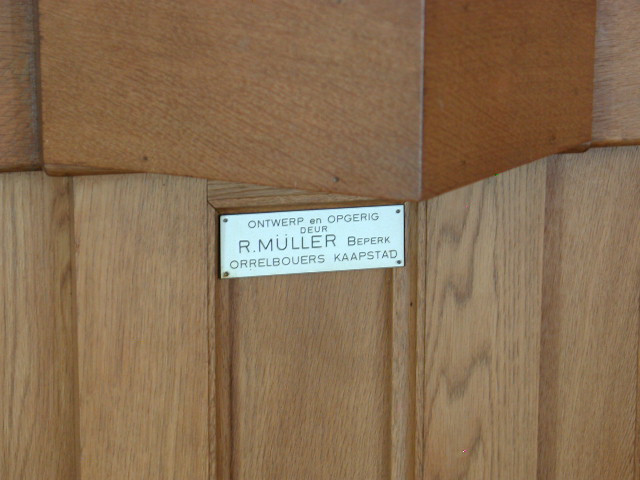 ONTWERP en OPGERIG
DEUR
R. MÜLLER BEPERK
ORRELBOUERS KAAPSTAD